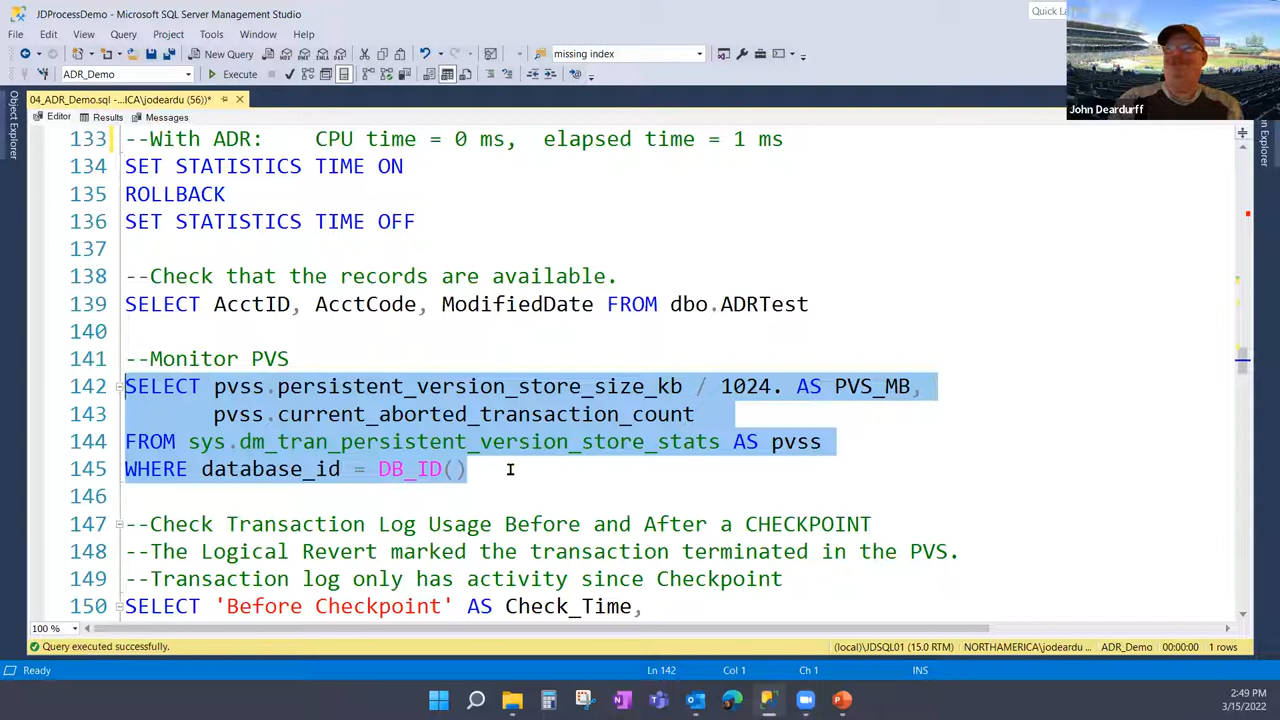 JDProcessDemo - Microsoft SQL Server Management Studio
Quick La
File Edit View Query Project Tools Window Help
New Query missing index
ADR_Demo Execute
04_ADR_Demo.sql -...ICA\jodeardu (56))*
John Deardurff
Editor Results Messages
Object Explorer
133 --With ADR: CPU time = 0 ms, elapsed time = 1 ms
134 SET STATISTICS TIME ON
135 ROLLBACK
136 SET STATISTICS TIME OFF
137
138 --Check that the records are available.
139 SELECT AcctID, AcctCode, ModifiedDate FROM dbo.ADRTest
140
141 --Monitor PVS
142 SELECT pvss.persistent_version_store_size_kb / 1024. AS PVS_MB,
143 pvss.current_aborted_transaction_count
144 FROM sys.dm_tran_persistent_version_store_stats AS pvss
145 WHERE database_id = DB_ID()
146
147 --Check Transaction Log Usage Before and After a CHECKPOINT
148 --The Logical Revert marked the transaction terminated in the PVS.
149 --Transaction log only has activity since Checkpoint
150 SELECT 'Before Checkpoint' AS Check_Time,
100 %
Query executed successfully. (local)\JDSQL01 (15.0 RTM) NORTHAMERICA\jodeardu ... ADR_Demo 00:00:00 1 rows
Ready Ln 142 Col 1 Ch 1 INS
2:49 PM
3/15/2022